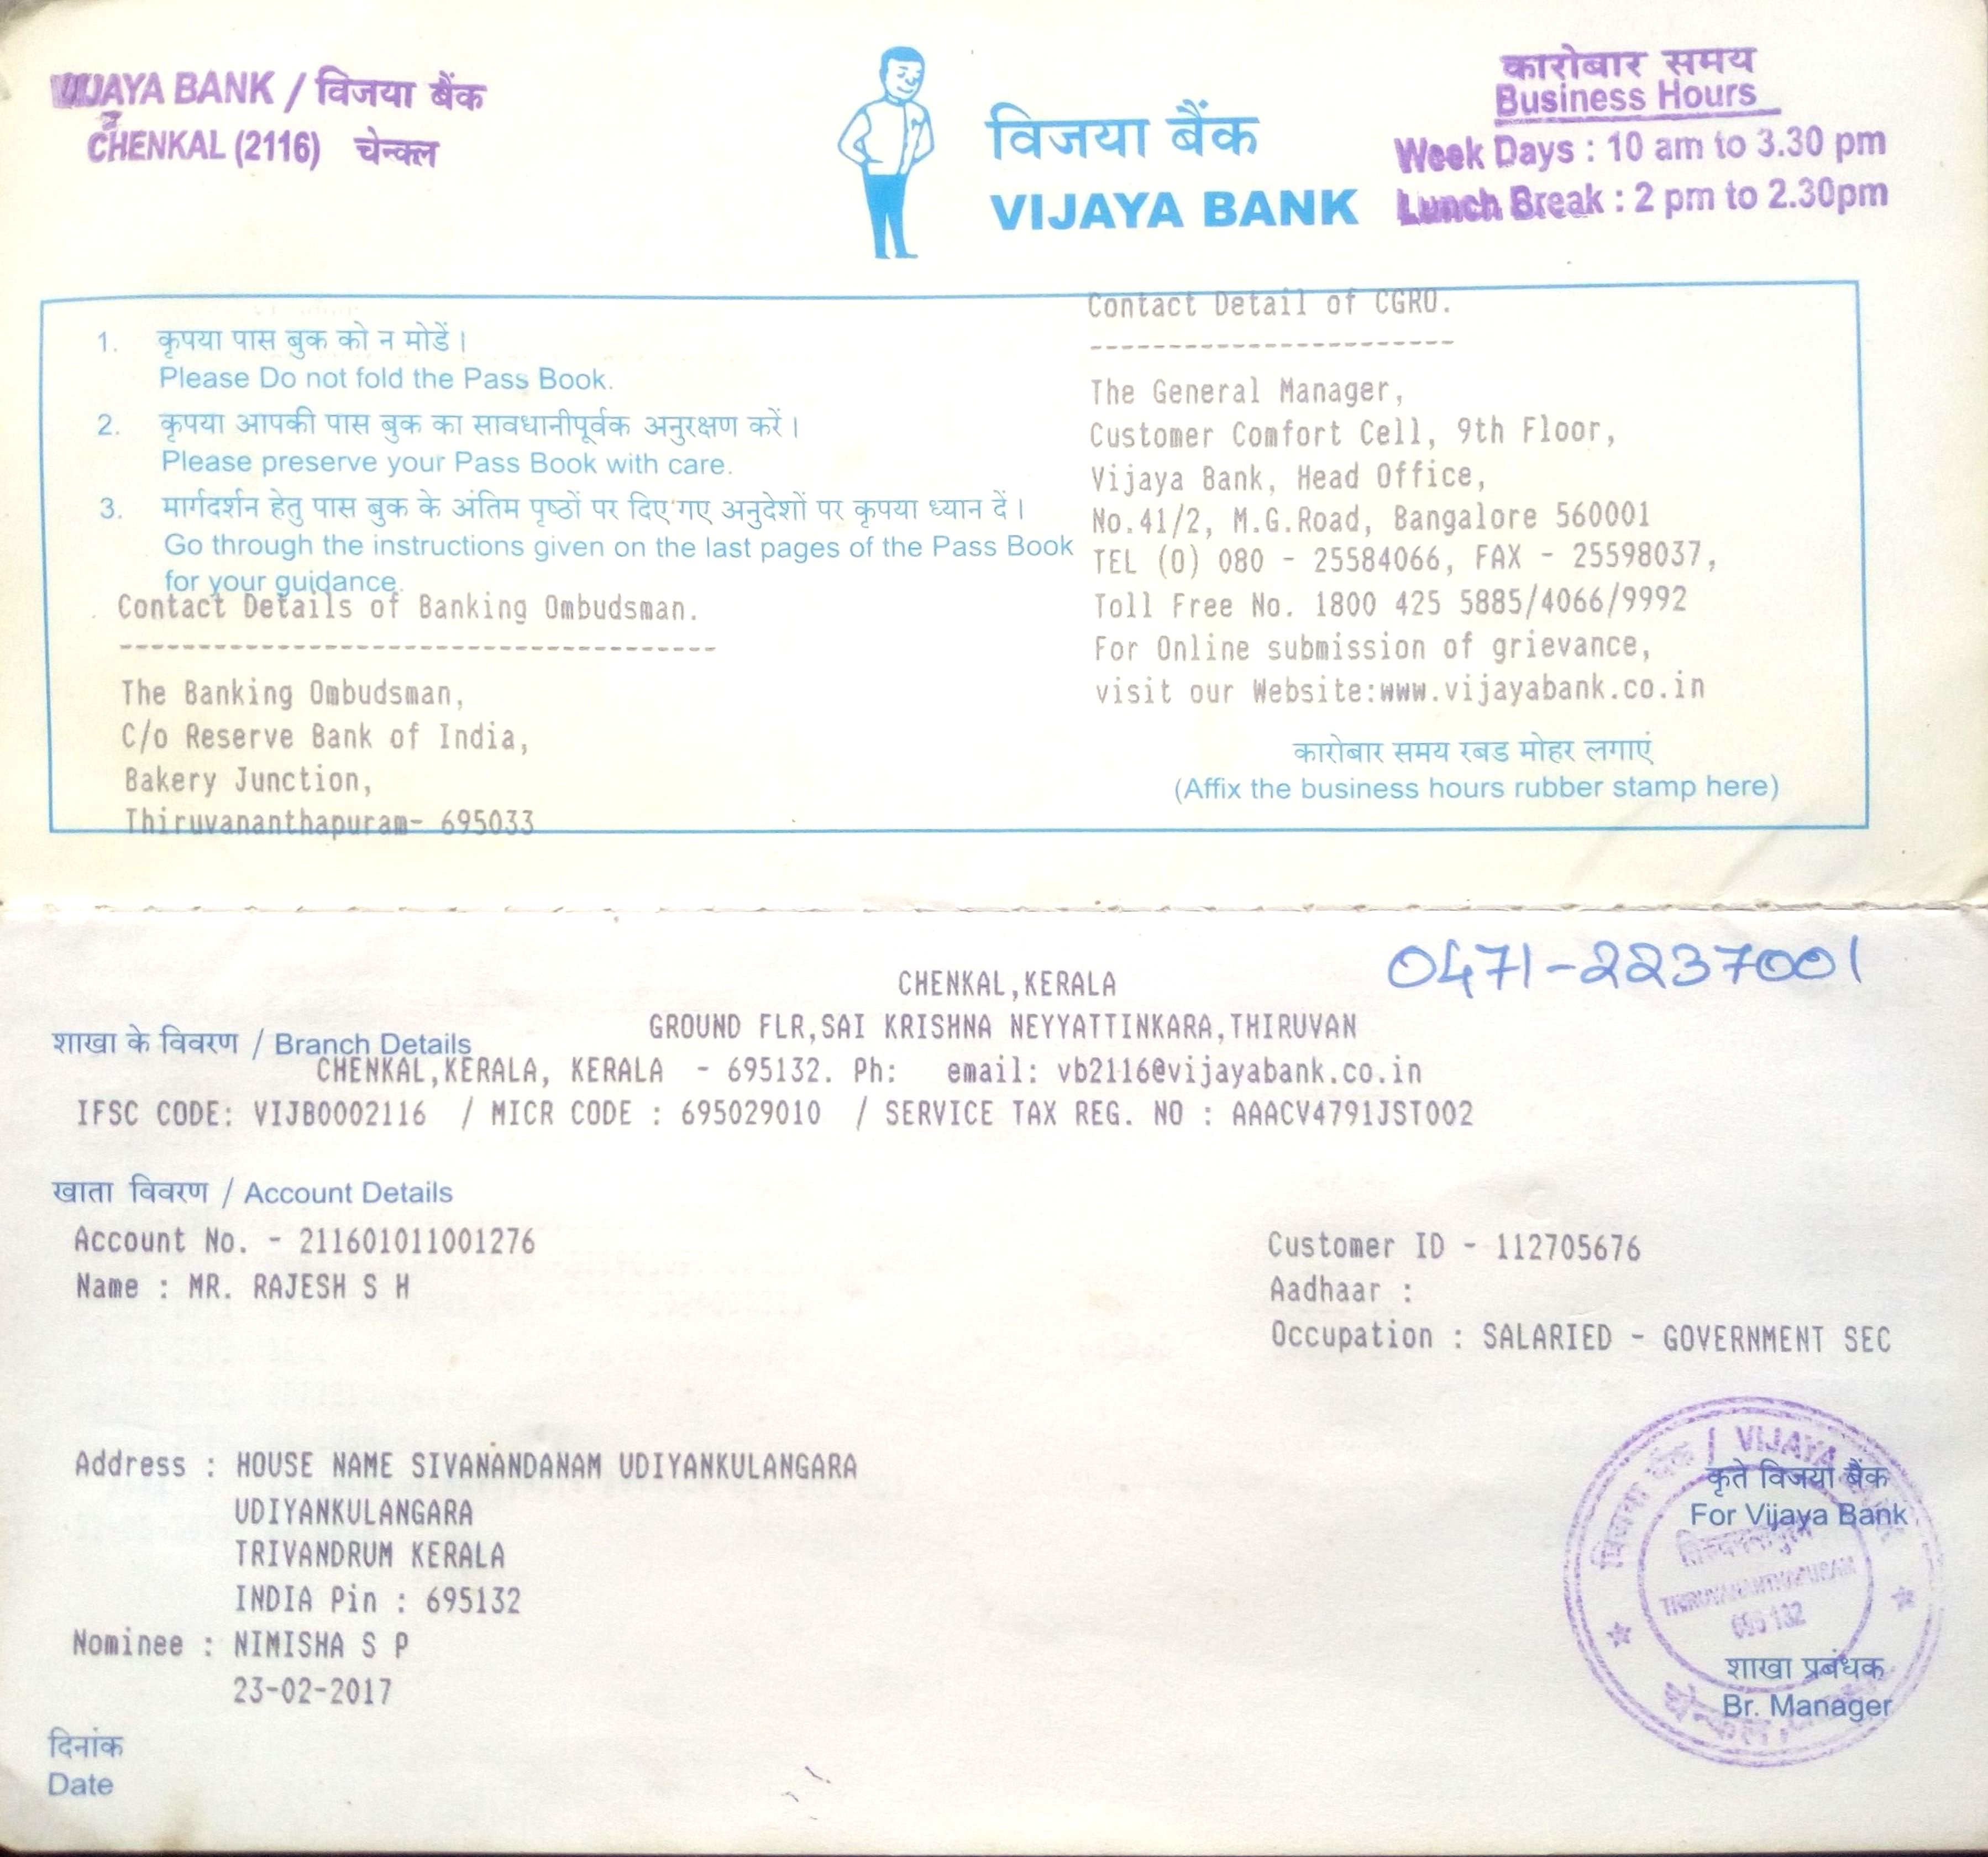 VIJAYA BANK / विजया बैंक
CHENKAL (2116) चेन्कल
विजया बैंक
VIJAYA BANK
कारोबार समय
Business Hours
Week Days : 10 am to 3.30 pm
Lunch Break : 2 pm to 2.30pm
1. कृपया पास बुक को न मोडें।
Please Do not fold the Pass Book.
2. कृपया आपकी पास बुक का सावधानीपूर्वक अनुरक्षण करें।
Please preserve your Pass Book with care.
3. मार्गदर्शन हेतु पास बुक के अंतिम पृष्ठों पर दिए गए अनुदेशों पर कृपया ध्यान दें।
Go through the instructions given on the last pages of the Pass Book
for your guidance.
Contact Details of Banking Ombudsman.
------------------------------------
The Banking Ombudsman,
C/o Reserve Bank of India,
Bakery Junction,
Thiruvananthapuram- 695033
Contact Detail of CGRO.
-----------------------
The General Manager,
Customer Comfort Cell, 9th Floor,
Vijaya Bank, Head Office,
No.41/2, M.G.Road, Bangalore 560001
TEL (O) 080 - 25584066, FAX - 25598037,
Toll Free No. 1800 425 5885/4066/9992
For Online submission of grievance,
visit our Website:www.vijayabank.co.in
कारोबार समय रबड मोहर लगाएं
(Affix the business hours rubber stamp here)
0471-2237001
CHENKAL,KERALA
GROUND FLR,SAI KRISHNA NEYYATTINKARA,THIRUVAN
शाखा के विवरण / Branch Details
CHENKAL,KERALA, KERALA - 695132. Ph: email: vb2116@vijayabank.co.in
IFSC CODE: VIJB0002116 / MICR CODE : 695029010 / SERVICE TAX REG. NO : AAACV4791JST002
खाता विवरण / Account Details
Account No. - 211601011001276
Name : MR. RAJESH S H
Customer ID - 112705676
Aadhaar :
Occupation : SALARIED - GOVERNMENT SEC
Address : HOUSE NAME SIVANANDANAM UDIYANKULANGARA
UDIYANKULANGARA
TRIVANDRUM KERALA
INDIA Pin : 695132
Nominee : NIMISHA S P
23-02-2017
दिनांक
Date
विजया बैंक / VIJAYA
कृते विजया बैंक
For Vijaya Bank
THIRUVANANTHAPURAM
695 132
शाखा प्रबंधक
Br. Manager
चेन्कल